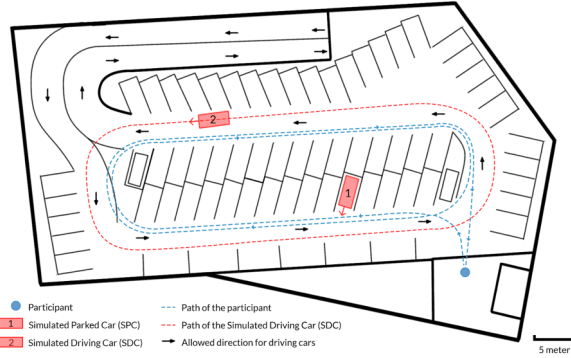 2
1
Participant
Path of the participant
1 Simulated Parked Car (SPC)
Path of the Simulated Driving Car (SDC)
2 Simulated Driving Car (SDC)
Allowed direction for driving cars
5 meter